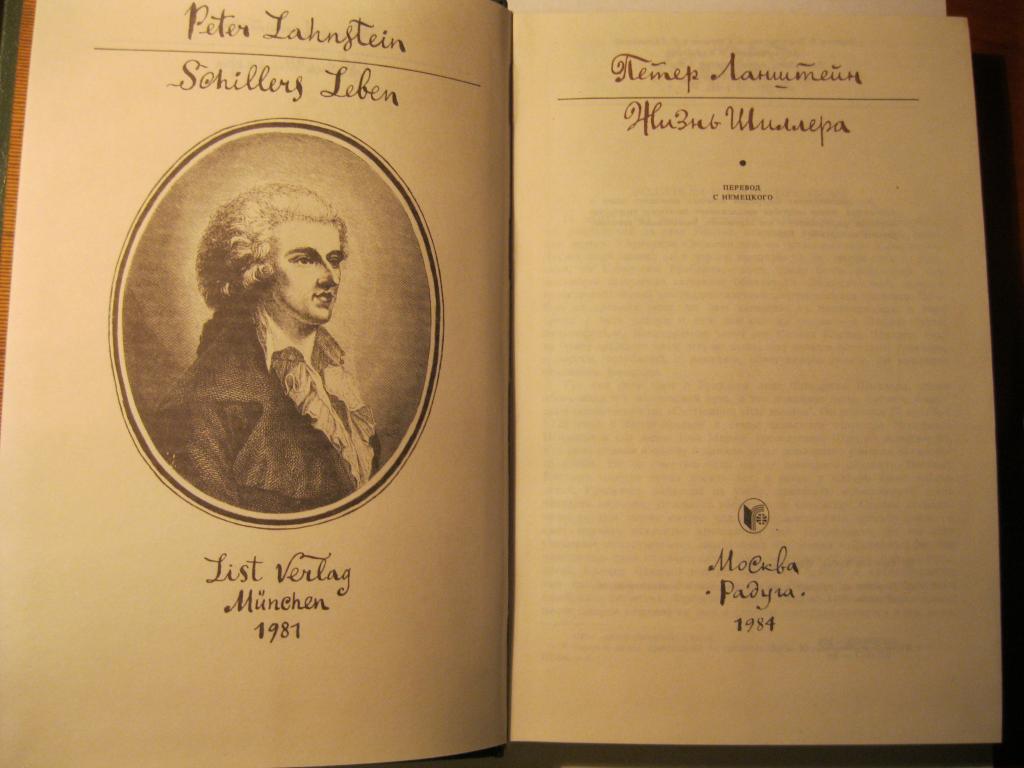 Peter Lahnstein
Schillers Leben
List Verlag
München
1981
Петер Ланштейн
Жизнь Шиллера
•
ПЕРЕВОД
С НЕМЕЦКОГО
Москва
·Радуга·
1984